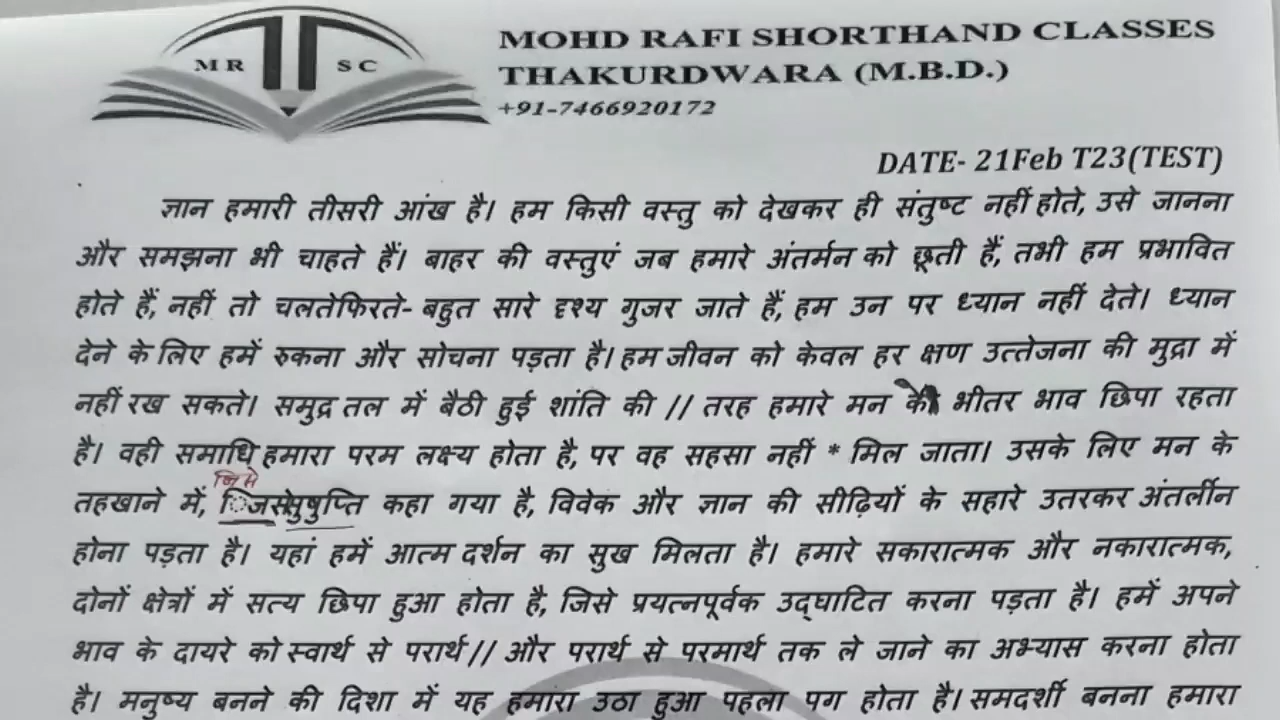 MR SC
MOHD RAFI SHORTHAND CLASSES
THAKURDWARA (M.B.D.)
+91-7466920172
DATE- 21Feb T23(TEST)
ज्ञान हमारी तीसरी आंख है। हम किसी वस्तु को देखकर ही संतुष्ट नहीं होते, उसे जानना
और समझना भी चाहते हैं। बाहर की वस्तुएं जब हमारे अंतर्मन को छूती हैं, तभी हम प्रभावित
होते हैं, नहीं तो चलतेफिरते- बहुत सारे दृश्य गुजर जाते हैं, हम उन पर ध्यान नहीं देते। ध्यान
देने के लिए हमें रुकना और सोचना पड़ता है। हम जीवन को केवल हर क्षण उत्तेजना की मुद्रा में
नहीं रख सकते। समुद्र तल में बैठी हुई शांति की // तरह हमारे मन के भीतर भाव छिपा रहता
है। वही समाधि हमारा परम लक्ष्य होता है, पर वह सहसा नहीं * मिल जाता। उसके लिए मन के
जिसे
तहखाने में, िजसेसुषुप्ति कहा गया है, विवेक और ज्ञान की सीढ़ियों के सहारे उतरकर अंतर्लीन
होना पड़ता है। यहां हमें आत्म दर्शन का सुख मिलता है। हमारे सकारात्मक और नकारात्मक,
दोनों क्षेत्रों में सत्य छिपा हुआ होता है, जिसे प्रयत्नपूर्वक उद्घाटित करना पड़ता है। हमें अपने
भाव के दायरे को स्वार्थ से परार्थ // और परार्थ से परमार्थ तक ले जाने का अभ्यास करना होता
है। मनुष्य बनने की दिशा में यह हमारा उठा हुआ पहला पग होता है। समदर्शी बनना हमारा